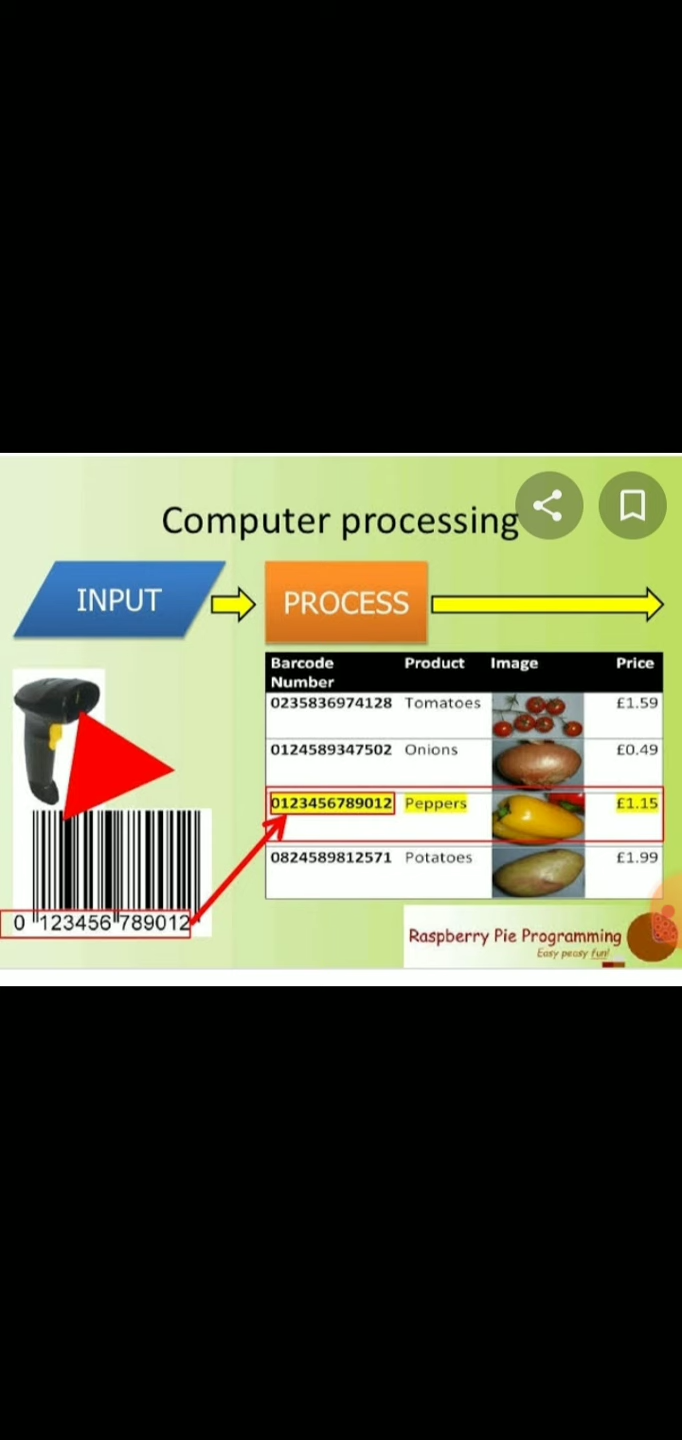 Computer processing
INPUT
PROCESS
Barcode Number Product Image Price
0235836974128 Tomatoes £1.59
0124589347502 Onions £0.49
0123456789012 Peppers £1.15
0824589812571 Potatoes £1.99
0 123456 789012
Raspberry Pie Programming
Easy peasy fun!